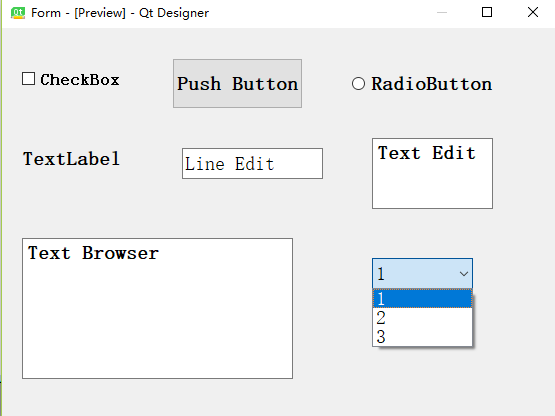 Form - [Preview] - Qt Designer
CheckBox
Push Button
RadioButton
TextLabel
Line Edit
Text Edit
Text Browser
1
1
2
3